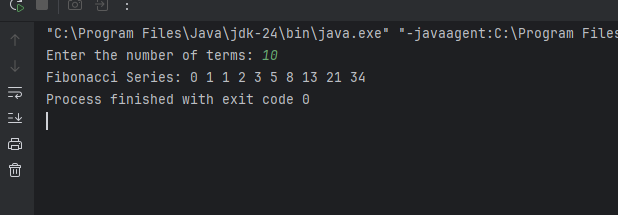 "C:\Program Files\Java\jdk-24\bin\java.exe" "-javaagent:C:\Program Files
Enter the number of terms: 10
Fibonacci Series: 0 1 1 2 3 5 8 13 21 34
Process finished with exit code 0